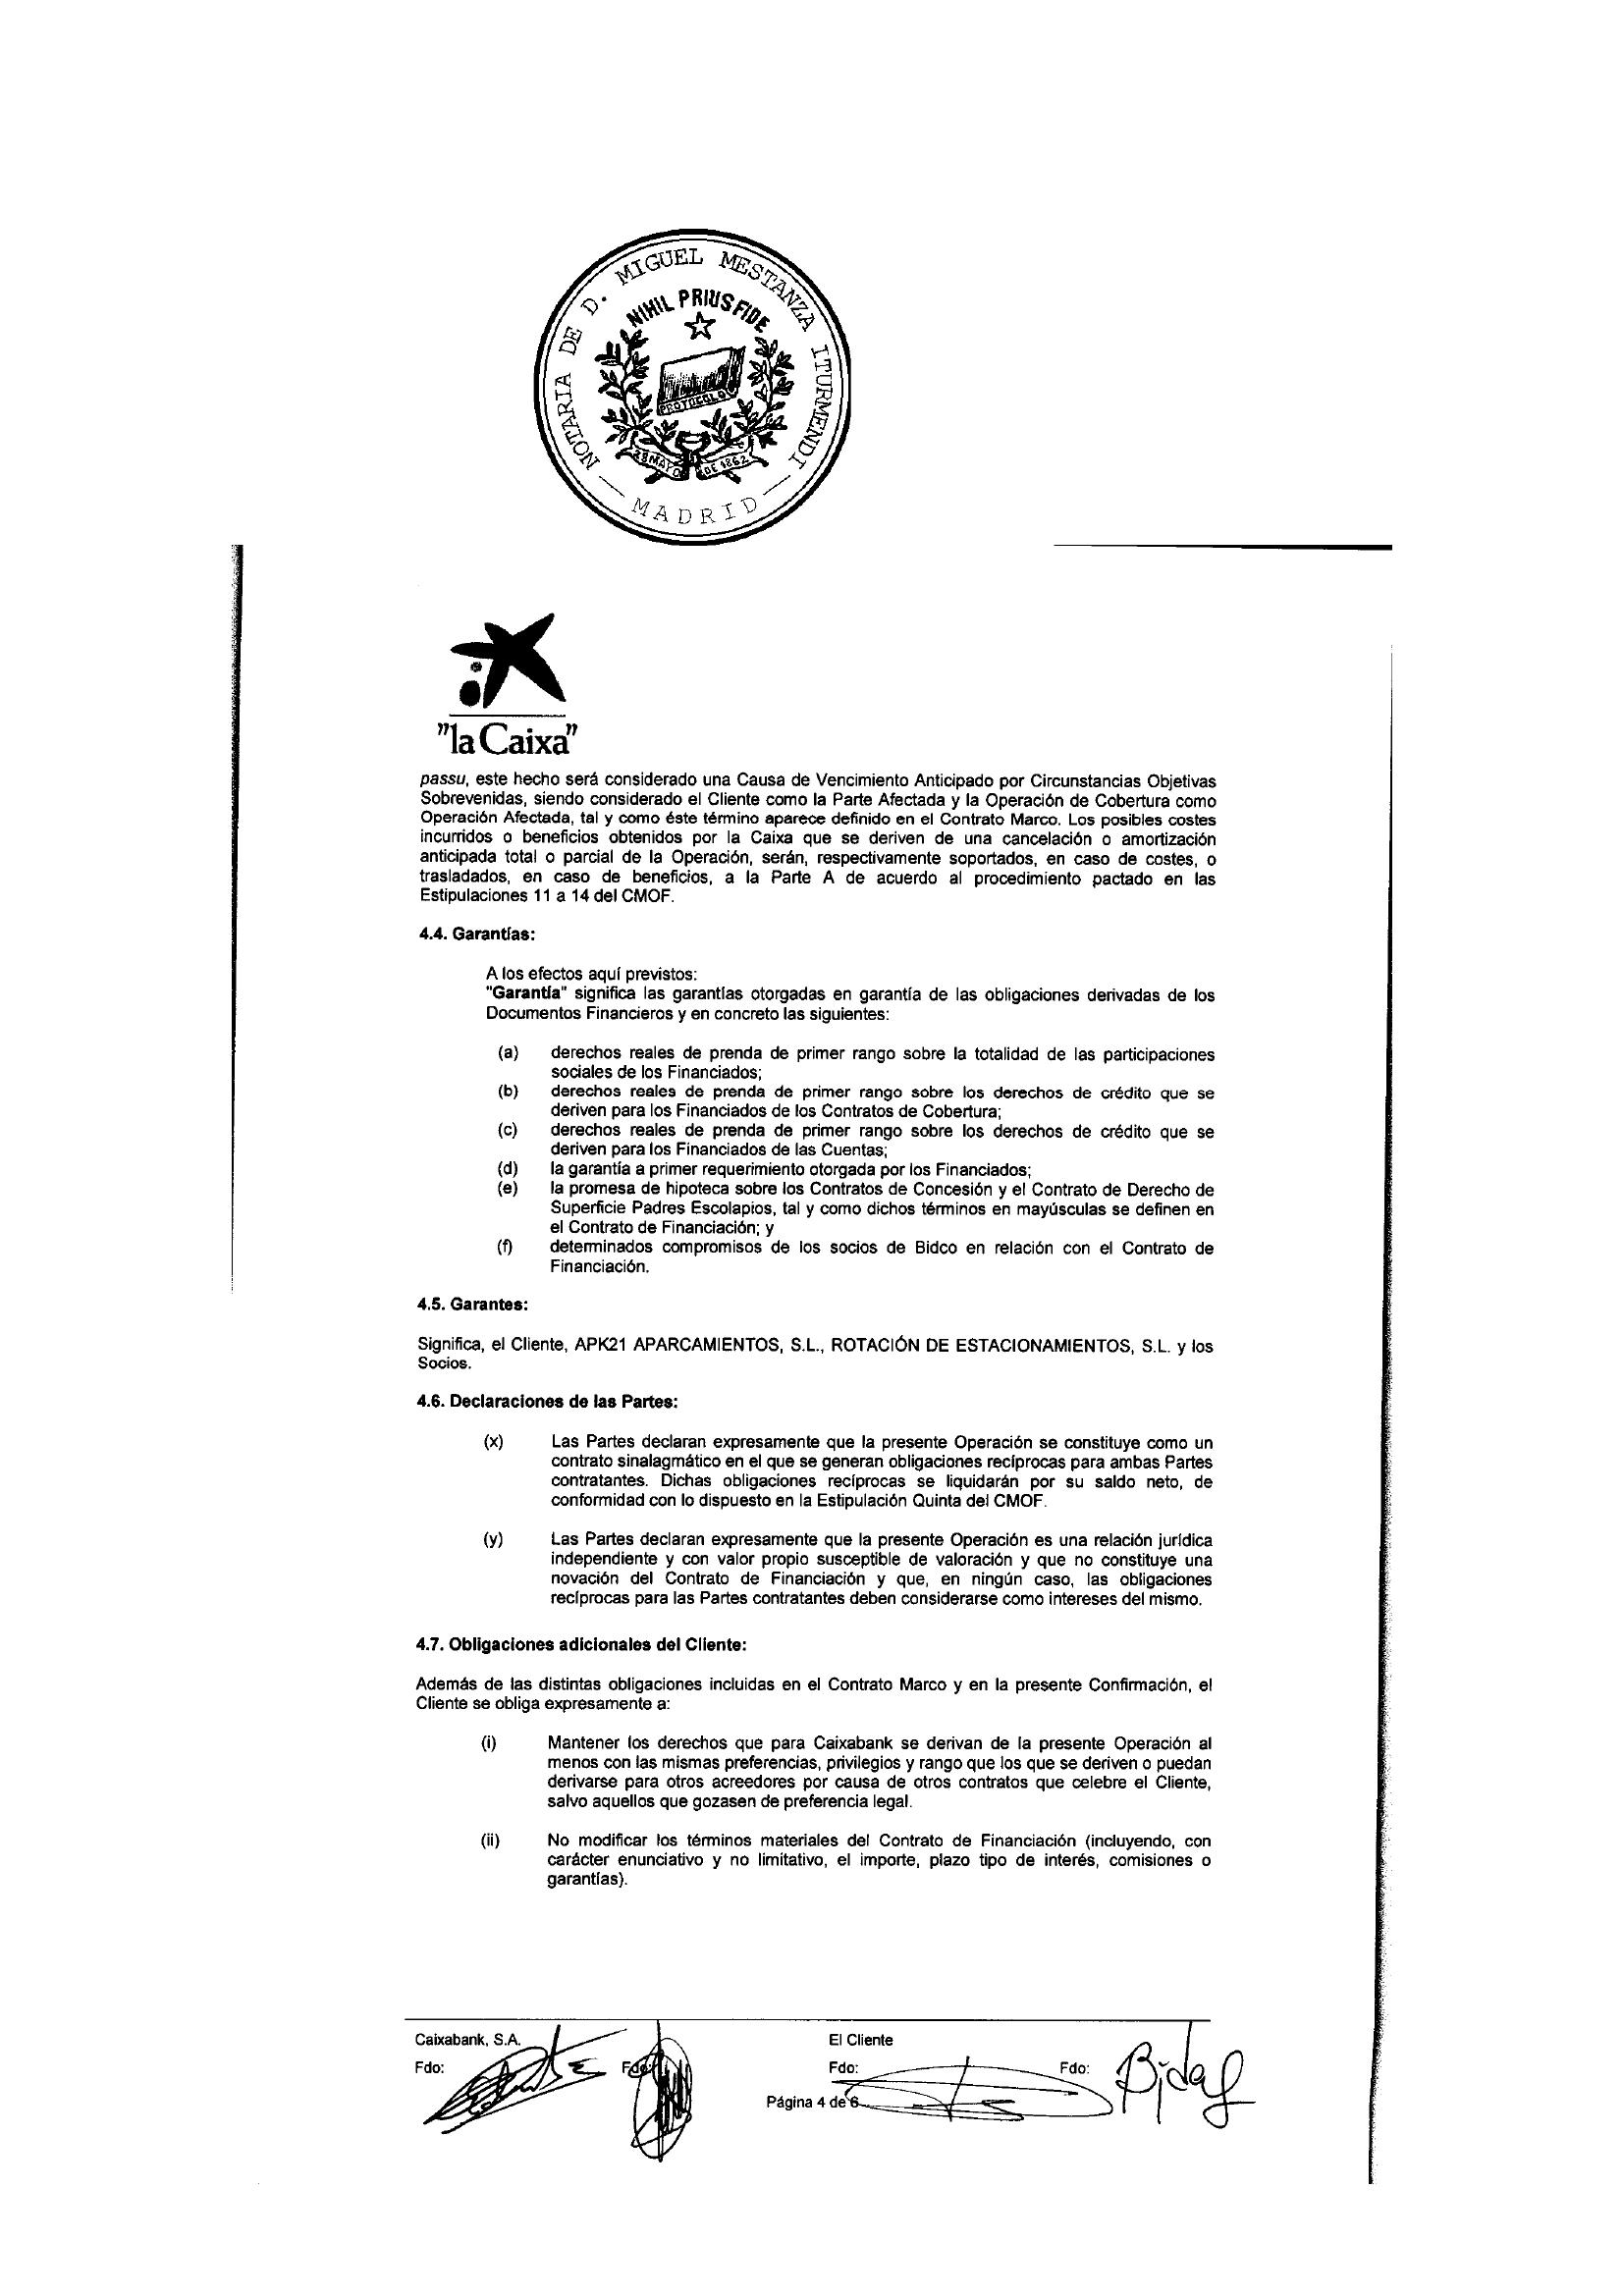 NOTARIA DE D. MIGUEL MESTANZA ITURMENDI
NIHIL PRIUS FIDE
PROTOCOLO
28 MAYO DE 1862
— MADRID —
"la Caixa"
passu, este hecho será considerado una Causa de Vencimiento Anticipado por Circunstancias Objetivas
Sobrevenidas, siendo considerado el Cliente como la Parte Afectada y la Operación de Cobertura como
Operación Afectada, tal y como éste término aparece definido en el Contrato Marco. Los posibles costes
incurridos o beneficios obtenidos por la Caixa que se deriven de una cancelación o amortización
anticipada total o parcial de la Operación, serán, respectivamente soportados, en caso de costes, o
trasladados, en caso de beneficios, a la Parte A de acuerdo al procedimiento pactado en las
Estipulaciones 11 a 14 del CMOF.
4.4. Garantías:
A los efectos aquí previstos:
"Garantía" significa las garantías otorgadas en garantía de las obligaciones derivadas de los
Documentos Financieros y en concreto las siguientes:
(a) derechos reales de prenda de primer rango sobre la totalidad de las participaciones
sociales de los Financiados;
(b) derechos reales de prenda de primer rango sobre los derechos de crédito que se
deriven para los Financiados de los Contratos de Cobertura;
(c) derechos reales de prenda de primer rango sobre los derechos de crédito que se
deriven para los Financiados de las Cuentas;
(d) la garantía a primer requerimiento otorgada por los Financiados;
(e) la promesa de hipoteca sobre los Contratos de Concesión y el Contrato de Derecho de
Superficie Padres Escolapios, tal y como dichos términos en mayúsculas se definen en
el Contrato de Financiación; y
(f) determinados compromisos de los socios de Bidco en relación con el Contrato de
Financiación.
4.5. Garantes:
Significa, el Cliente, APK21 APARCAMIENTOS, S.L., ROTACIÓN DE ESTACIONAMIENTOS, S.L. y los
Socios.
4.6. Declaraciones de las Partes:
(x) Las Partes declaran expresamente que la presente Operación se constituye como un
contrato sinalagmático en el que se generan obligaciones recíprocas para ambas Partes
contratantes. Dichas obligaciones recíprocas se liquidarán por su saldo neto, de
conformidad con lo dispuesto en la Estipulación Quinta del CMOF.
(y) Las Partes declaran expresamente que la presente Operación es una relación jurídica
independiente y con valor propio susceptible de valoración y que no constituye una
novación del Contrato de Financiación y que, en ningún caso, las obligaciones
recíprocas para las Partes contratantes deben considerarse como intereses del mismo.
4.7. Obligaciones adicionales del Cliente:
Además de las distintas obligaciones incluidas en el Contrato Marco y en la presente Confirmación, el
Cliente se obliga expresamente a:
(i) Mantener los derechos que para Caixabank se derivan de la presente Operación al
menos con las mismas preferencias, privilegios y rango que los que se deriven o puedan
derivarse para otros acreedores por causa de otros contratos que celebre el Cliente,
salvo aquellos que gozasen de preferencia legal.
(ii) No modificar los términos materiales del Contrato de Financiación (incluyendo, con
carácter enunciativo y no limitativo, el importe, plazo tipo de interés, comisiones o
garantías).
Caixabank, S.A. El Cliente
Fdo: Fdo: Fdo: Fdo:
Página 4 de 6